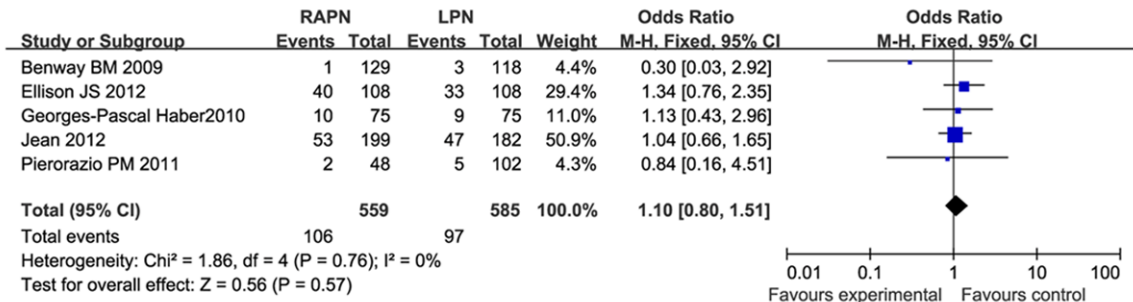 RAPN LPN Odds Ratio Odds Ratio
Study or Subgroup Events Total Events Total Weight M-H, Fixed, 95% CI M-H, Fixed, 95% CI
Benway BM 2009 1 129 3 118 4.4% 0.30 [0.03, 2.92]
Ellison JS 2012 40 108 33 108 29.4% 1.34 [0.76, 2.35]
Georges-Pascal Haber2010 10 75 9 75 11.0% 1.13 [0.43, 2.96]
Jean 2012 53 199 47 182 50.9% 1.04 [0.66, 1.65]
Pierorazio PM 2011 2 48 5 102 4.3% 0.84 [0.16, 4.51]
Total (95% CI) 559 585 100.0% 1.10 [0.80, 1.51]
Total events 106 97
Heterogeneity: Chi² = 1.86, df = 4 (P = 0.76); I² = 0%
Test for overall effect: Z = 0.56 (P = 0.57)
0.01 0.1 1 10 100
Favours experimental Favours control